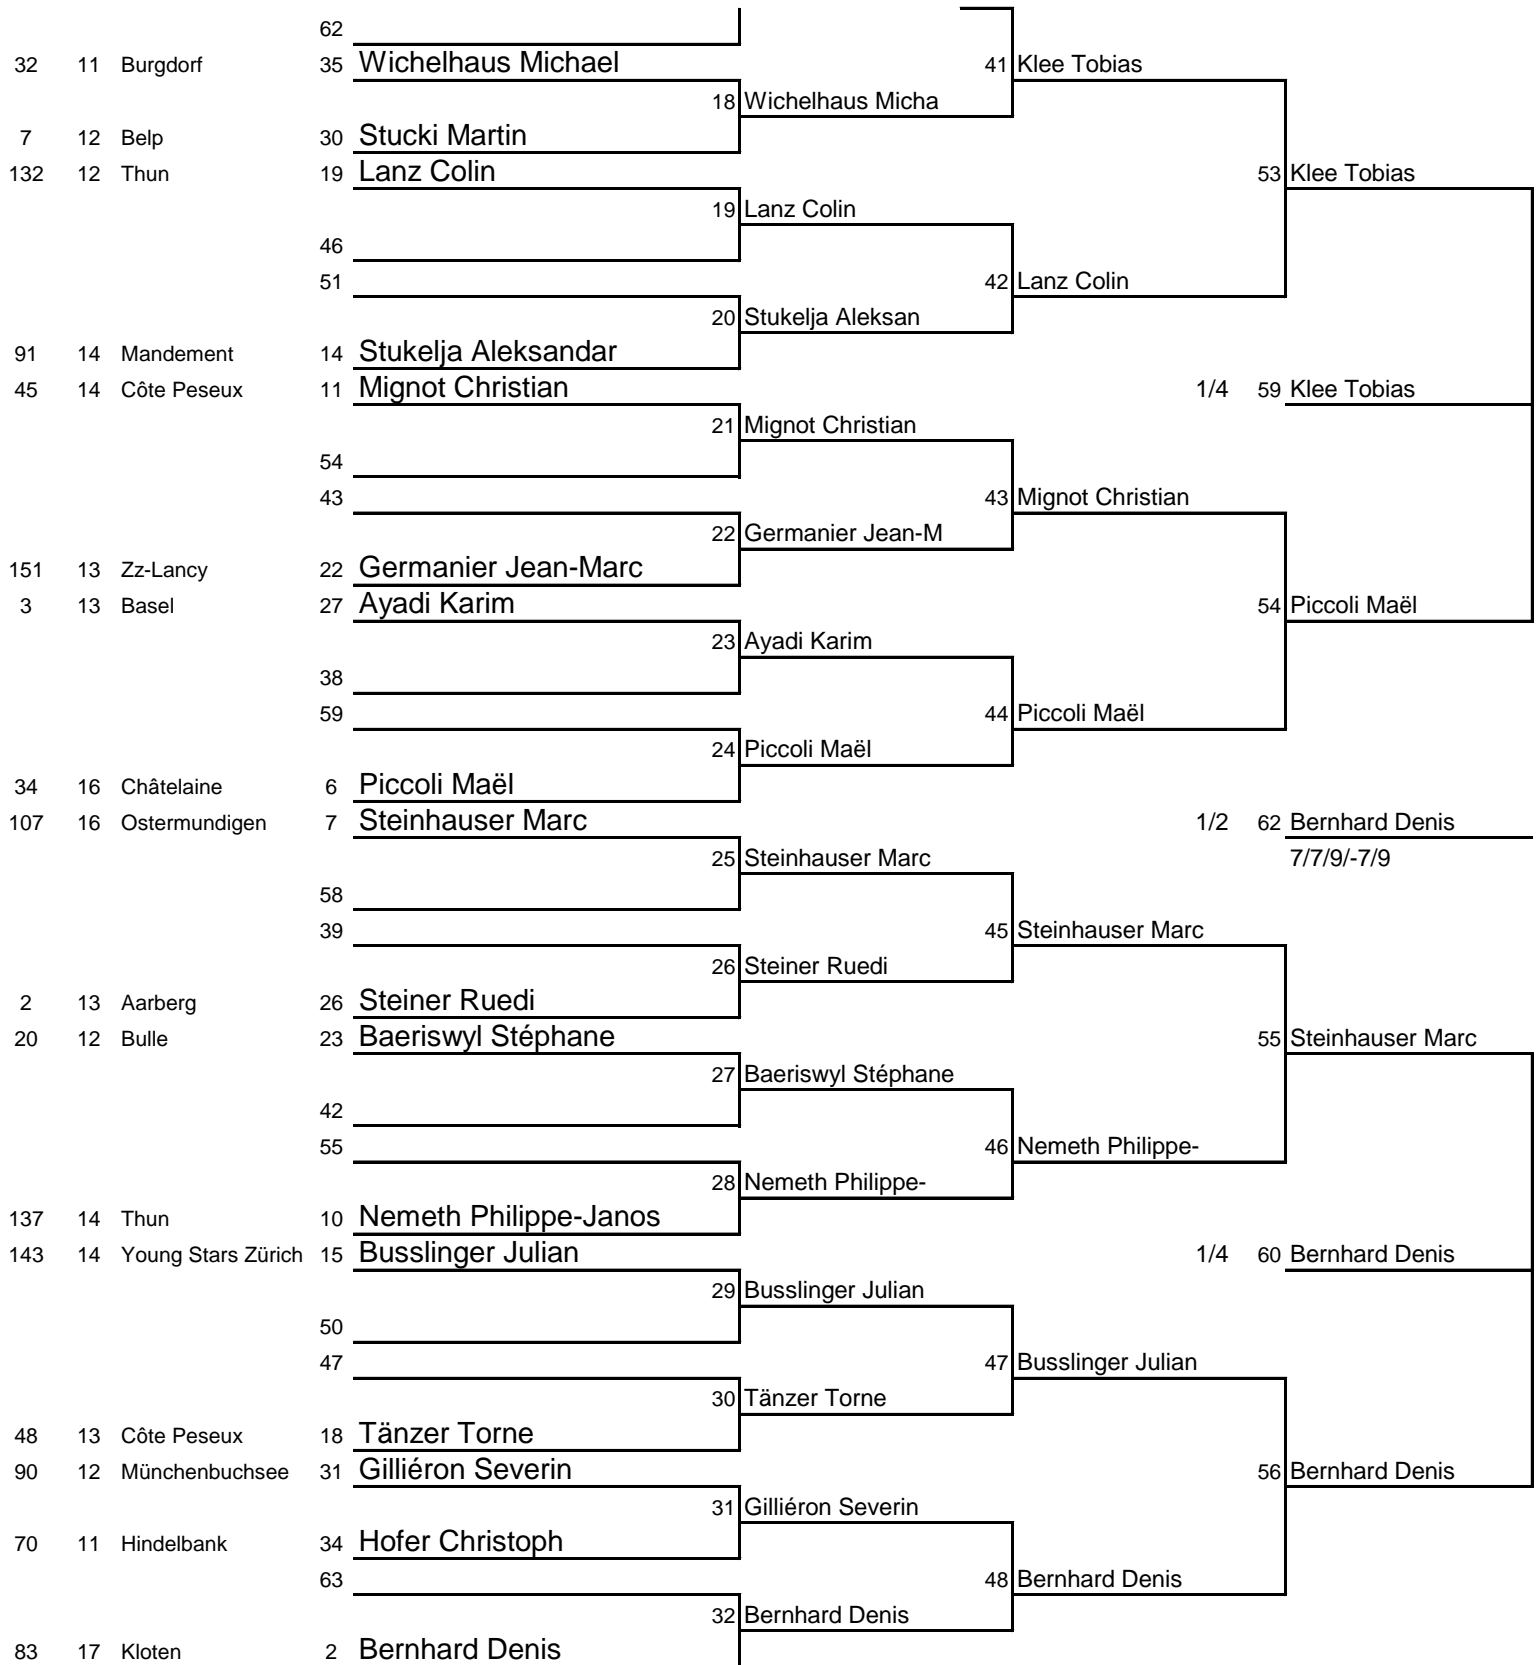 62
32 11 Burgdorf 35 Wichelhaus Michael 41 Klee Tobias
18 Wichelhaus Micha
7 12 Belp 30 Stucki Martin
132 12 Thun 19 Lanz Colin 53 Klee Tobias
19 Lanz Colin
46
51 42 Lanz Colin
20 Stukelja Aleksan
91 14 Mandement 14 Stukelja Aleksandar
45 14 Côte Peseux 11 Mignot Christian 1/4 59 Klee Tobias
21 Mignot Christian
54
43 43 Mignot Christian
22 Germanier Jean-M
151 13 Zz-Lancy 22 Germanier Jean-Marc
3 13 Basel 27 Ayadi Karim 54 Piccoli Maël
23 Ayadi Karim
38
59 44 Piccoli Maël
24 Piccoli Maël
34 16 Châtelaine 6 Piccoli Maël
107 16 Ostermundigen 7 Steinhauser Marc 1/2 62 Bernhard Denis
25 Steinhauser Marc 7/7/9/-7/9
58
39 45 Steinhauser Marc
26 Steiner Ruedi
2 13 Aarberg 26 Steiner Ruedi
20 12 Bulle 23 Baeriswyl Stéphane 55 Steinhauser Marc
27 Baeriswyl Stéphane
42
55 46 Nemeth Philippe-
28 Nemeth Philippe-
137 14 Thun 10 Nemeth Philippe-Janos
143 14 Young Stars Zürich 15 Busslinger Julian 1/4 60 Bernhard Denis
29 Busslinger Julian
50
47 47 Busslinger Julian
30 Tänzer Torne
48 13 Côte Peseux 18 Tänzer Torne
90 12 Münchenbuchsee 31 Gilliéron Severin 56 Bernhard Denis
31 Gilliéron Severin
70 11 Hindelbank 34 Hofer Christoph
63 48 Bernhard Denis
32 Bernhard Denis
83 17 Kloten 2 Bernhard Denis